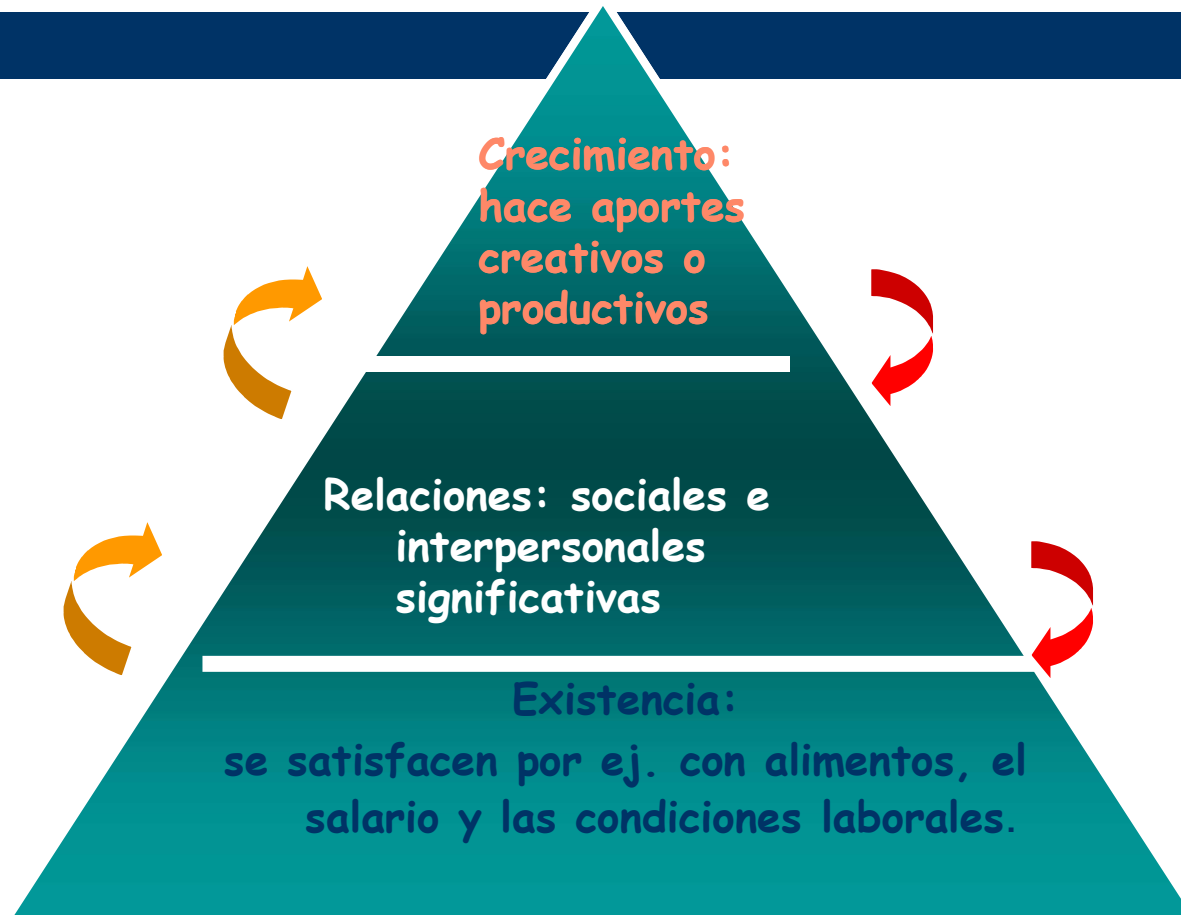 Crecimiento:
hace aportes
creativos o
productivos
Relaciones: sociales e
interpersonales
significativas
Existencia:
se satisfacen por ej. con alimentos, el
salario y las condiciones laborales.